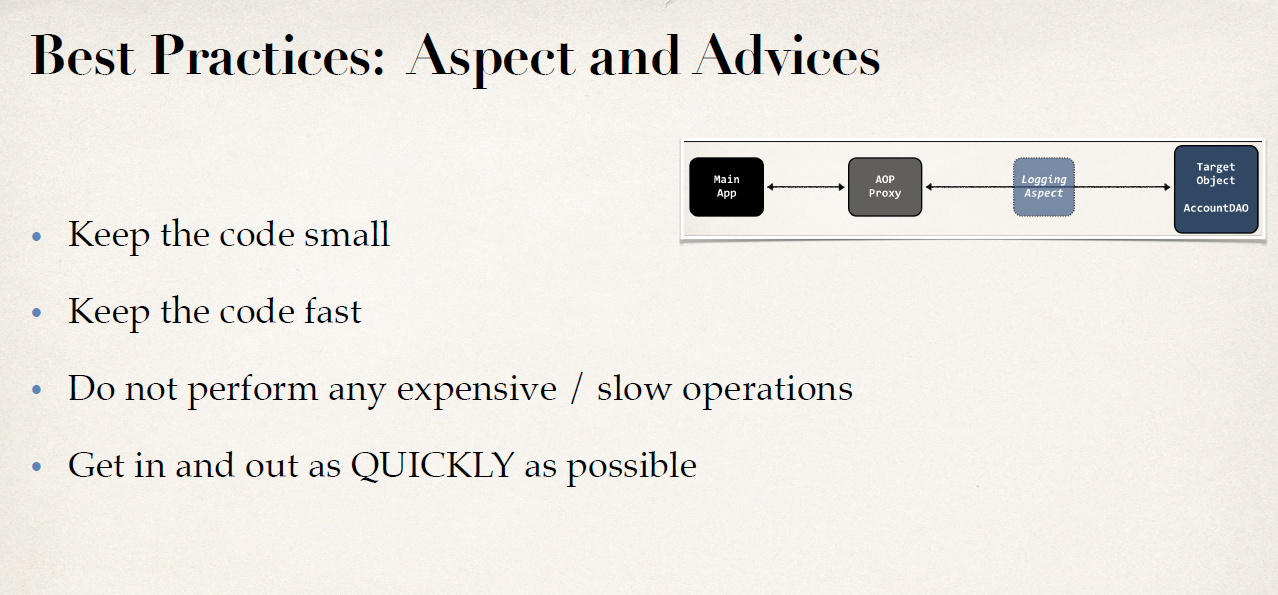 Best Practices: Aspect and Advices
Main
App
AOP
Proxy
Logging
Aspect
Target
Object
AccountDAO
• Keep the code small
• Keep the code fast
• Do not perform any expensive / slow operations
• Get in and out as QUICKLY as possible